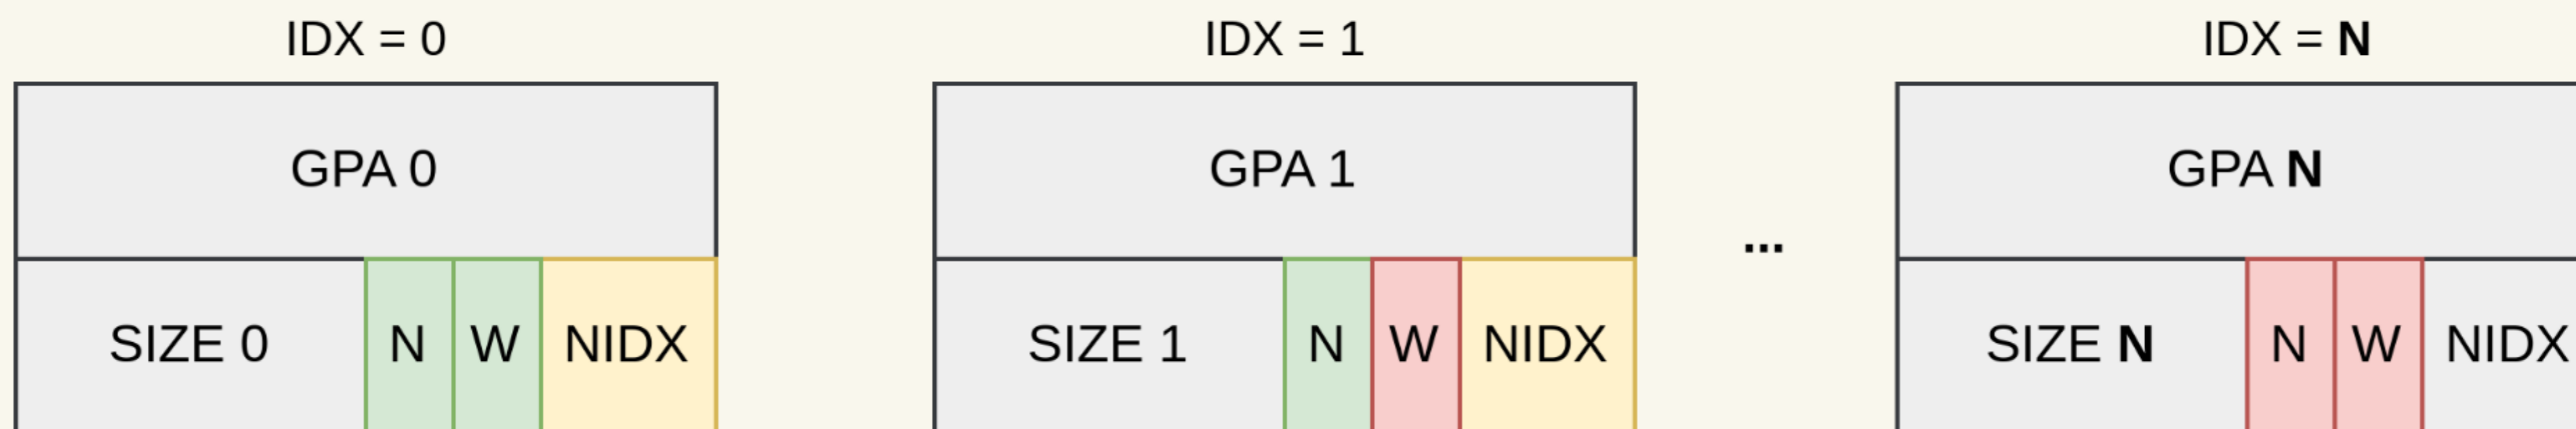 IDX = 0
IDX = 1
IDX = N
GPA 0
GPA 1
...
GPA N
SIZE 0 N W NIDX
SIZE 1 N W NIDX
SIZE N N W NIDX